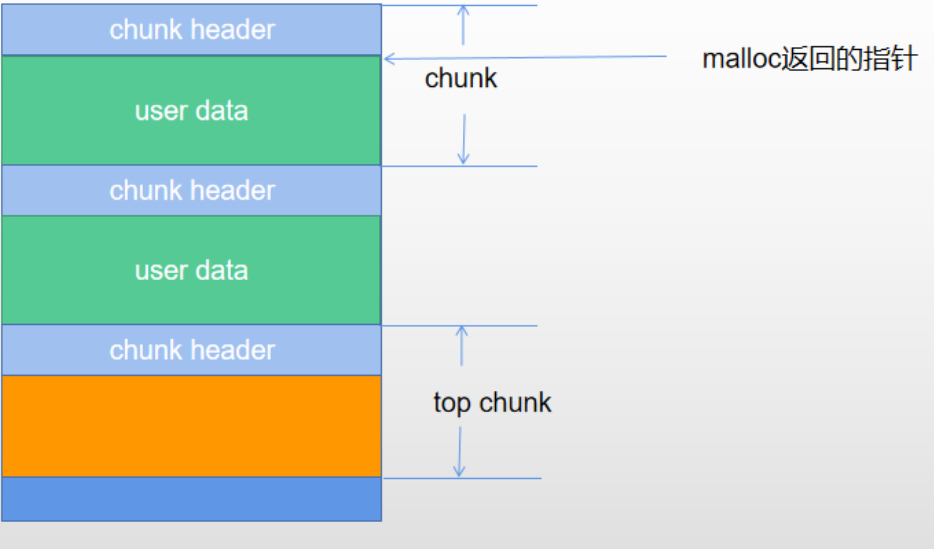 chunk header
malloc返回的指针
chunk
user data
chunk header
user data
chunk header
top chunk